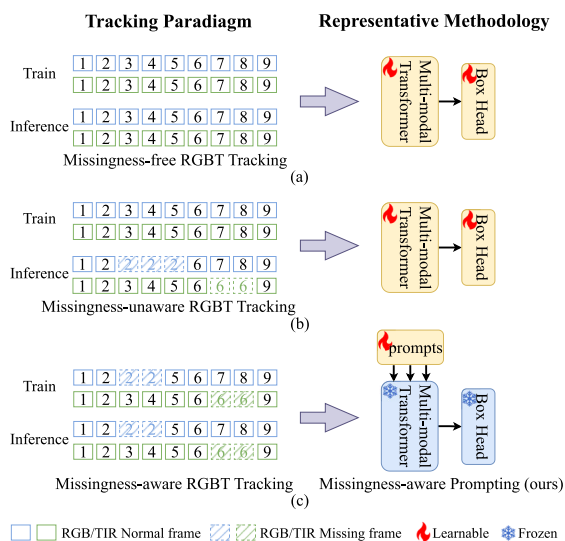 Tracking Paradiagm
Representative Methodology
Train
1 2 3 4 5 6 7 8 9
1 2 3 4 5 6 7 8 9
Inference
1 2 3 4 5 6 7 8 9
1 2 3 4 5 6 7 8 9
Missingness-free RGBT Tracking
Multi-modal
Transformer
Box Head
(a)
Train
1 2 3 4 5 6 7 8 9
1 2 3 4 5 6 7 8 9
Inference
1 2 2 2 2 6 7 8 9
1 2 3 4 5 6 6 6 9
Missingness-unaware RGBT Tracking
Multi-modal
Transformer
Box Head
(b)
prompts
Train
1 2 2 2 5 6 7 8 9
1 2 3 4 5 6 6 6 9
Inference
1 2 2 2 5 6 7 8 9
1 2 3 4 5 6 6 6 9
Missingness-aware RGBT Tracking
Multi-modal
Transformer
Box Head
Missingness-aware Prompting (ours)
(c)
RGB/TIR Normal frame
RGB/TIR Missing frame
Learnable
Frozen